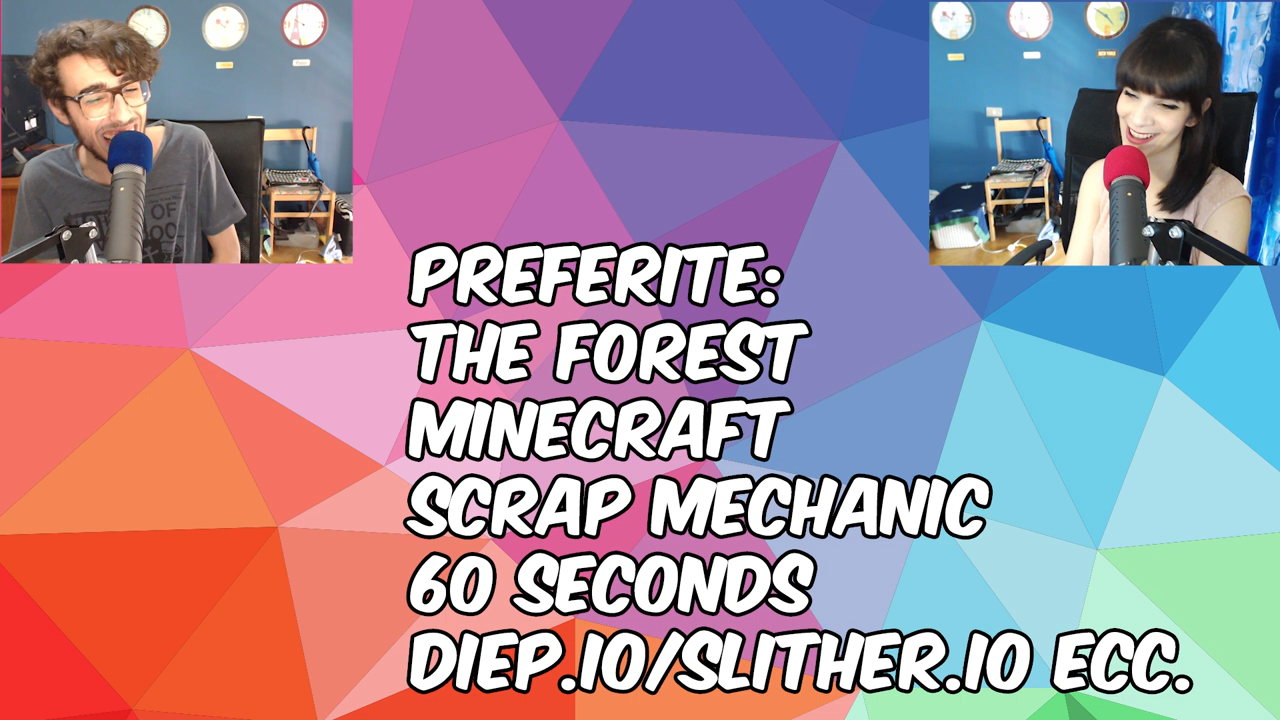 PREFERITE:
THE FOREST
MINECRAFT
SCRAP MECHANIC
60 SECONDS
DIEP.IO/SLITHER.IO ECC.